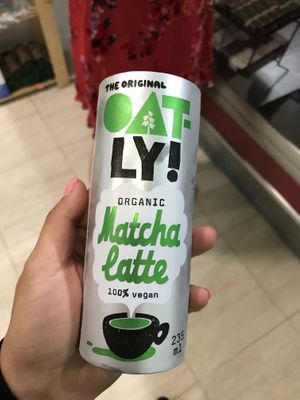 THE ORIGINAL
OAT-
LY!
ORGANIC
Matcha
latte
100% vegan
235
ml